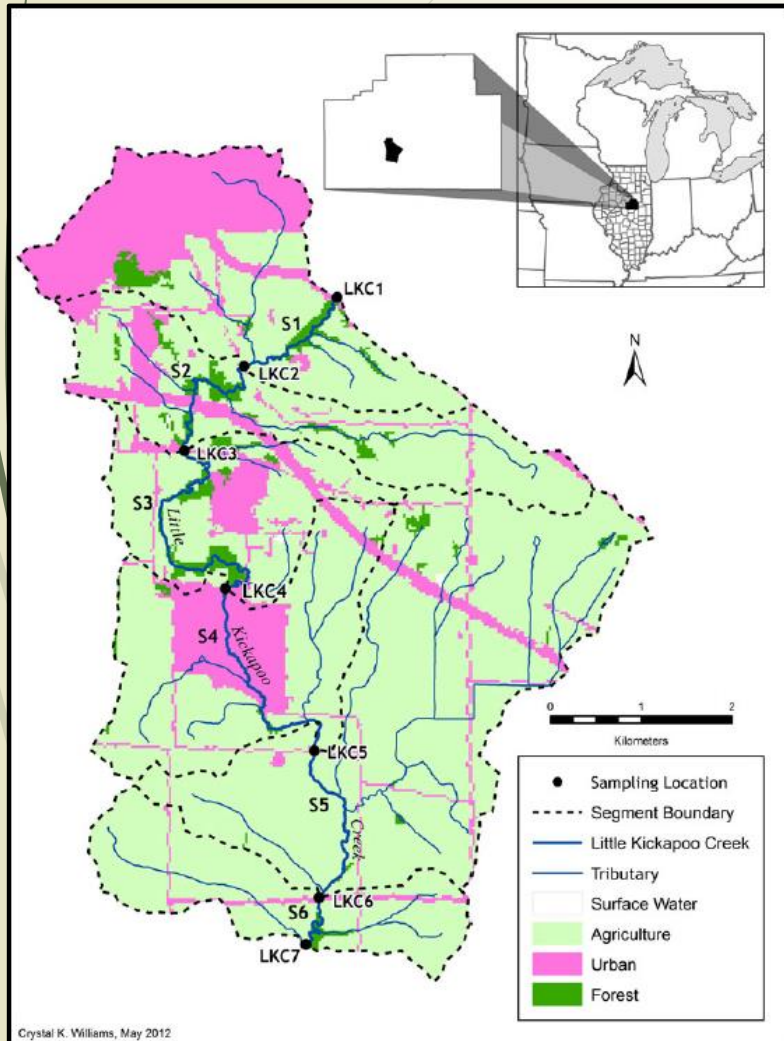 LKC1
S1
N
S2
LKC2
LKC3
S3
Little
LKC4
S4
Kickapoo
0 1 2
Kilometers
LKC5
S5
Creek
LKC6
S6
LKC7
Sampling Location
Segment Boundary
Little Kickapoo Creek
Tributary
Surface Water
Agriculture
Urban
Forest
Crystal K. Williams, May 2012